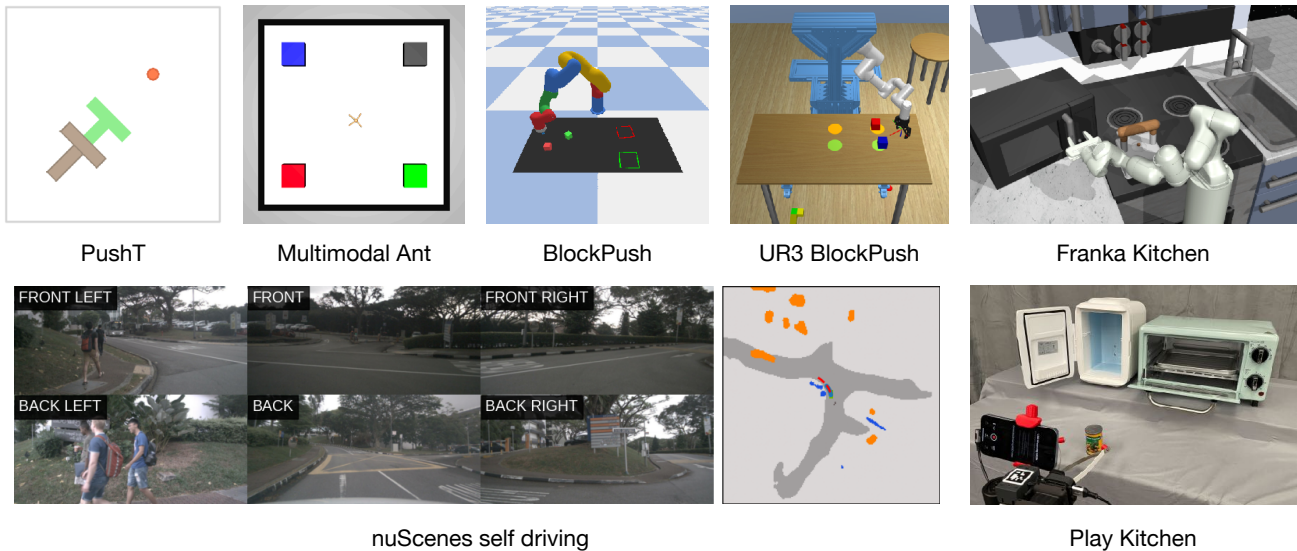 PushT
Multimodal Ant
BlockPush
UR3 BlockPush
Franka Kitchen
FRONT LEFT
FRONT
FRONT RIGHT
BACK LEFT
BACK
BACK RIGHT
nuScenes self driving
Play Kitchen